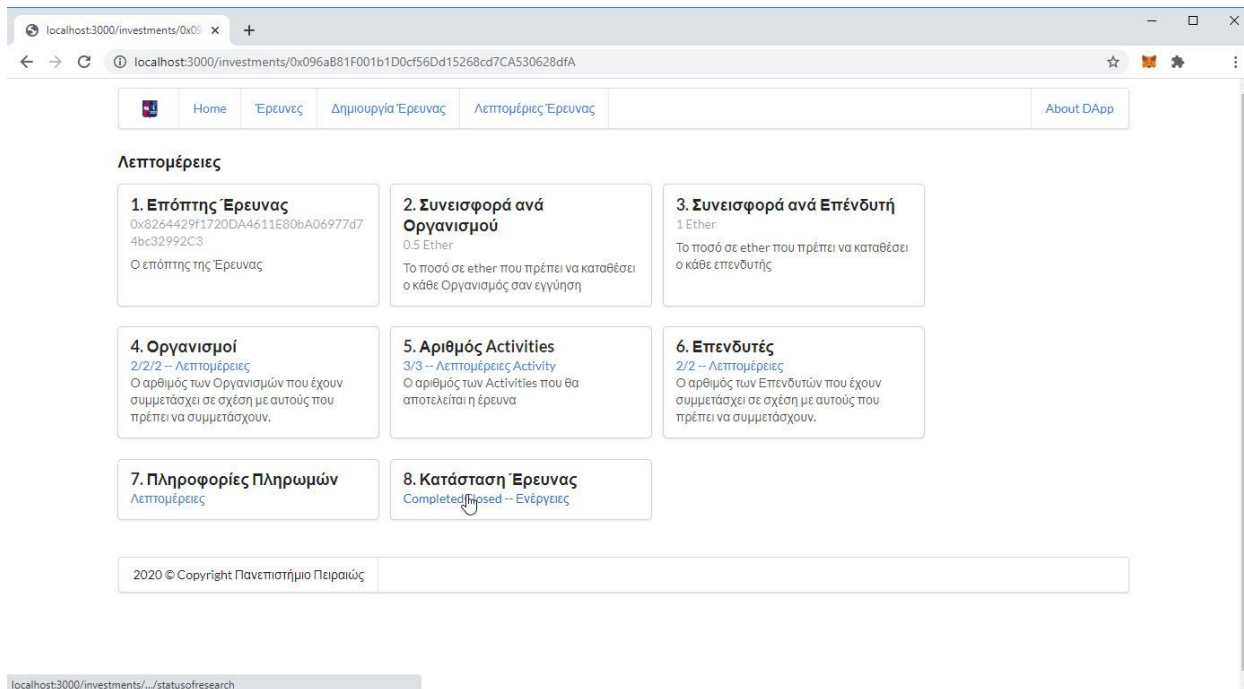 localhost:3000/investments/0x09
localhost:3000/investments/0x096aB81F001b1D0cf56Dd15268cd7CA530628dfA
Home Έρευνες Δημιουργία Έρευνας Λεπτομέριες Έρευνας About DApp
Λεπτομέρειες
1. Επόπτης Έρευνας
0x8264429f1720DA4611E80bA06977d7
4bc32992C3
Ο επόπτης της Έρευνας
2. Συνεισφορά ανά
Οργανισμού
0.5 Ether
Το ποσό σε ether που πρέπει να καταθέσει
ο κάθε Οργανισμός σαν εγγύηση
3. Συνεισφορά ανά Επένδυτή
1 Ether
Το ποσό σε ether που πρέπει να καταθέσει
ο κάθε επενδυτής
4. Οργανισμοί
2/2/2 -- Λεπτομέρειες
Ο αρθιμός των Οργανισμών που έχουν
συμμετάσχει σε σχέση με αυτούς που
πρέπει να συμμετάσχουν.
5. Αριθμός Activities
3/3 -- Λεπτομέρειες Activity
Ο αριθμός των Activities που θα
αποτελείται η έρευνα
6. Επενδυτές
2/2 -- Λεπτομέρειες
Ο αρθιμός των Επενδυτών που έχουν
συμμετάσχει σε σχέση με αυτούς που
πρέπει να συμμετάσχουν.
7. Πληροφορίες Πληρωμών
Λεπτομέρειες
8. Κατάσταση Έρευνας
-- Ενέργειες
2020 © Copyright Πανεπιστήμιο Πειραιώς
localhost:3000/investments/.../statusofresearch